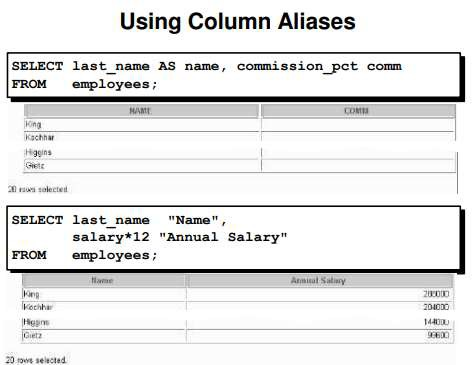 Using Column Aliases
SELECT last_name AS name, commission_pct comm
FROM employees;
NAME COMM
King
Kochhar
Higgins
Gietz
20 rows selected.
SELECT last_name "Name",
salary*12 "Annual Salary"
FROM employees;
Name Annual Salary
King 288000
Kochhar 204000
Higgins 144000
Gietz 99600
20 rows selected.